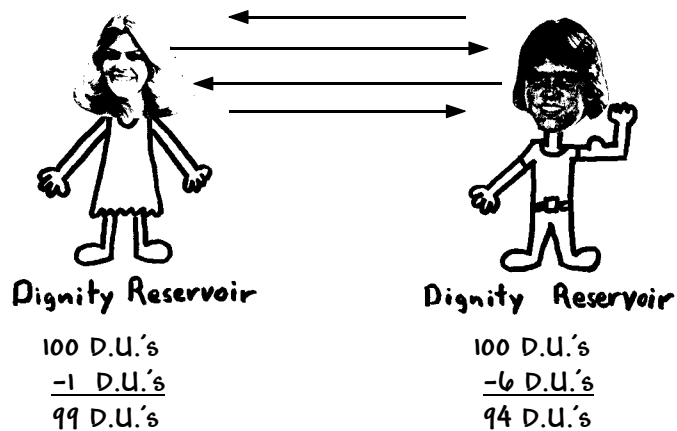 Dignity Reservoir
100 D.U.'s
-1 D.U.'s
99 D.U.'s
Dignity Reservoir
100 D.U.'s
-6 D.U.'s
94 D.U.'s